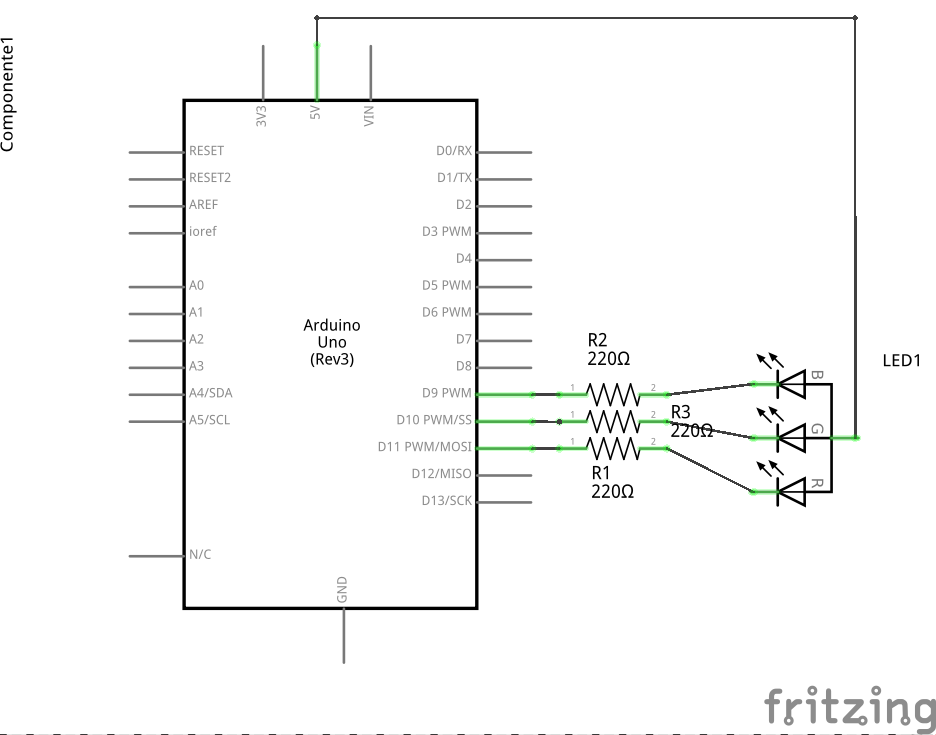 Componente1
3V3
5V
VIN
RESET
RESET2
AREF
ioref
A0
A1
A2
A3
A4/SDA
A5/SCL
N/C
Arduino
Uno
(Rev3)
D0/RX
D1/TX
D2
D3 PWM
D4
D5 PWM
D6 PWM
D7
D8
D9 PWM
D10 PWM/SS
D11 PWM/MOSI
D12/MISO
D13/SCK
GND
R2
220Ω
1 2
R3
220Ω
1 2
1 2
R1
220Ω
B
G
R
LED1
fritzing